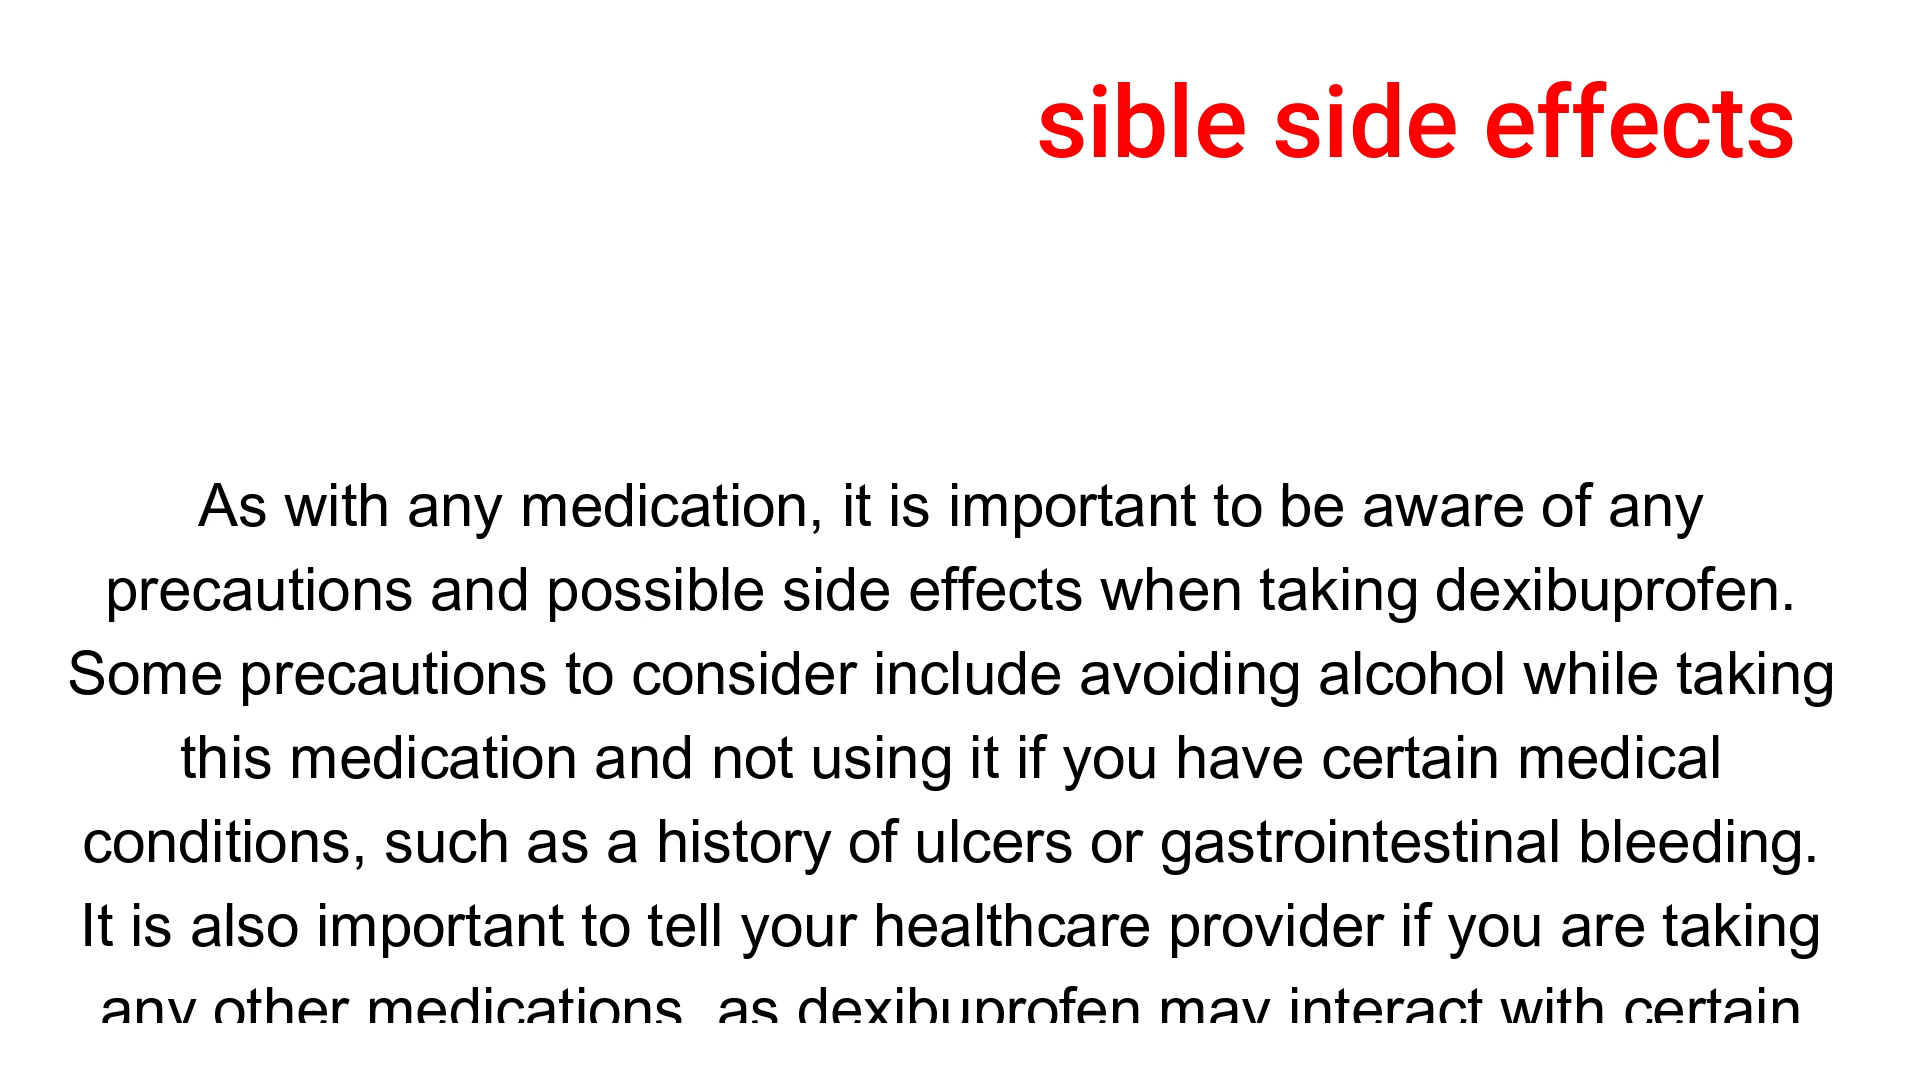 sible side effects
As with any medication, it is important to be aware of any
precautions and possible side effects when taking dexibuprofen.
Some precautions to consider include avoiding alcohol while taking
this medication and not using it if you have certain medical
conditions, such as a history of ulcers or gastrointestinal bleeding.
It is also important to tell your healthcare provider if you are taking
any other medications, as dexibuprofen may interact with certain